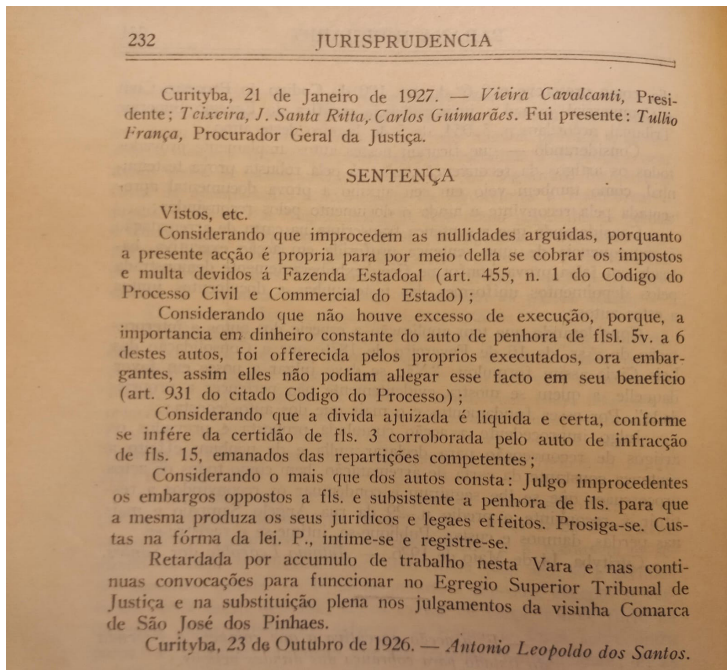 232 JURISPRUDENCIA
Curityba, 21 de Janeiro de 1927. — Vieira Cavalcanti, Presi-
dente; Teixeira, J. Santa Ritta, Carlos Guimarães. Fui presente: Tullio
França, Procurador Geral da Justiça.
SENTENÇA
Vistos, etc.
Considerando que improcedem as nullidades arguidas, porquanto
a presente acção é propria para por meio della se cobrar os impostos
e multa devidos á Fazenda Estadoal (art. 455, n. 1 do Codigo do
Processo Civil e Commercial do Estado);
Considerando que não houve excesso de execução, porque, a
importancia em dinheiro constante do auto de penhora de flsl. 5v. a 6
destes autos, foi offerecida pelos proprios executados, ora embar-
gantes, assim elles não podiam allegar esse facto em seu beneficio
(art. 931 do citado Codigo do Processo);
Considerando que a divida ajuizada é liquida e certa, conforme
se infére da certidão de fls. 3 corroborada pelo auto de infracção
de fls. 15, emanados das repartições competentes;
Considerando o mais que dos autos consta: Julgo improcedentes
os embargos oppostos a fls. e subsistente a penhora de fls. para que
a mesma produza os seus juridicos e legaes effeitos. Prosiga-se. Cus-
tas na fórma da lei. P., intime-se e registre-se.
Retardada por accumulo de trabalho nesta Vara e nas conti-
nuas convocações para funccionar no Egregio Superior Tribunal de
Justiça e na substituição plena nos julgamentos da visinha Comarca
de São José dos Pinhaes.
Curityba, 23 de Outubro de 1926. — Antonio Leopoldo dos Santos.